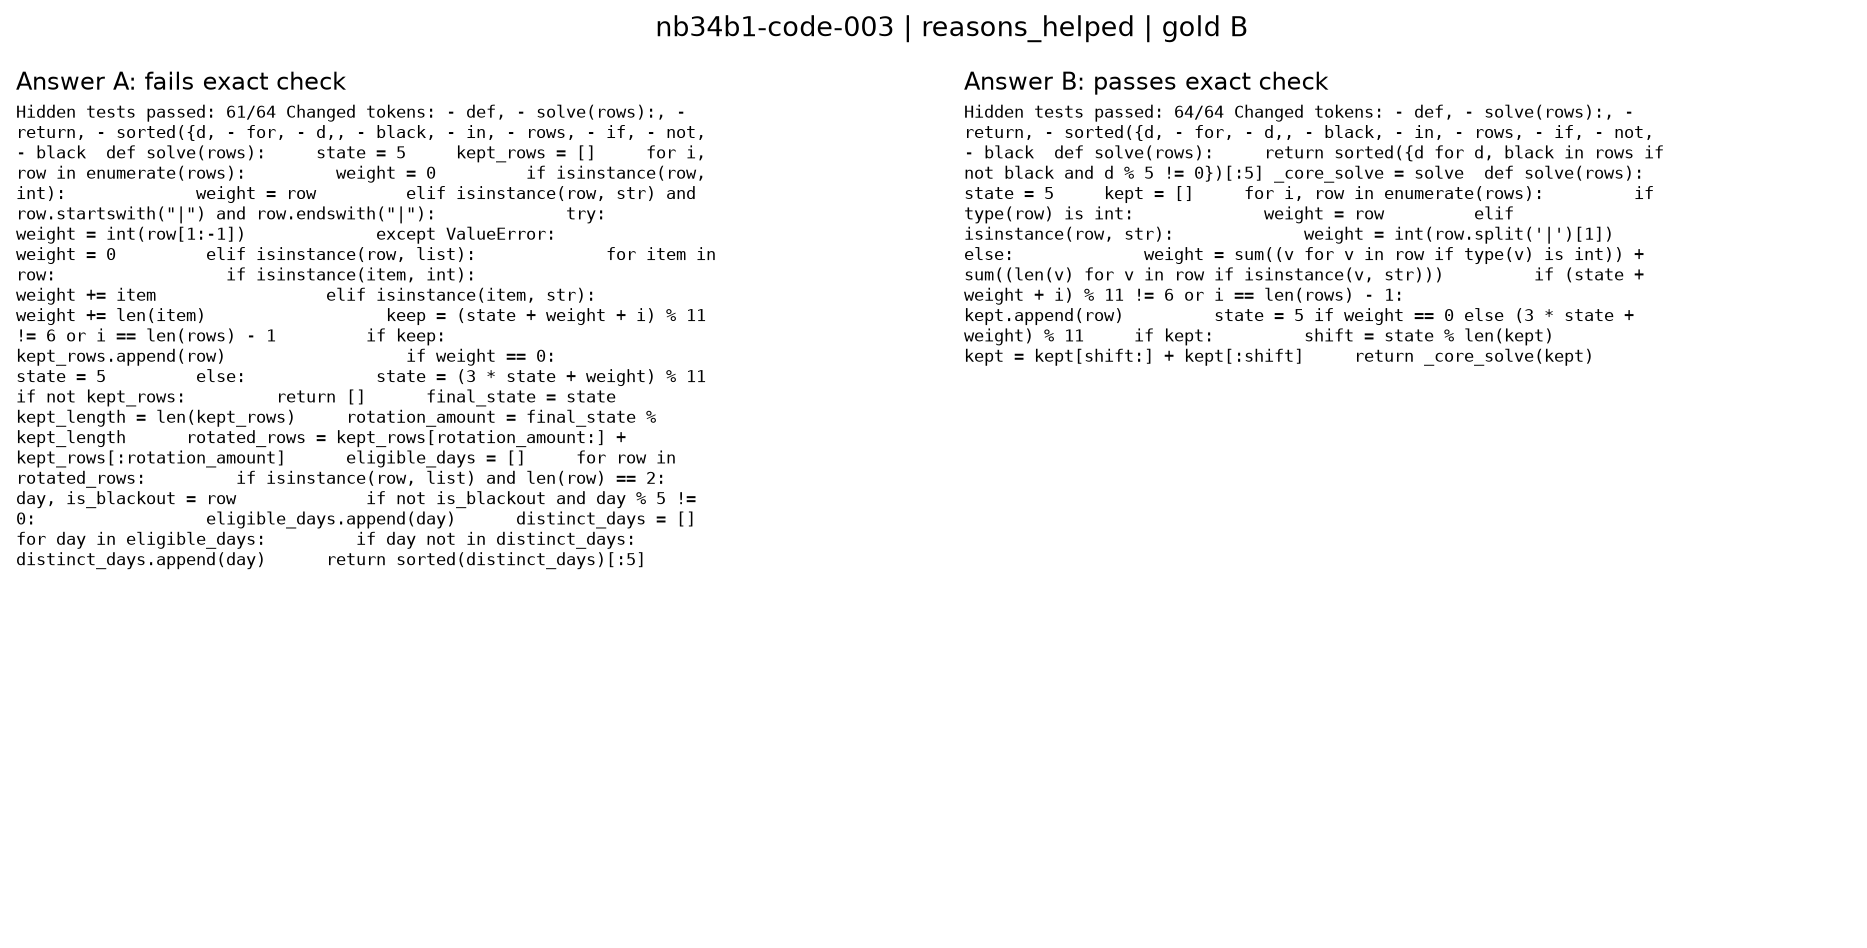 nb34b1-code-003 | reasons_helped | gold B
Answer A: fails exact check
Hidden tests passed: 61/64 Changed tokens: - def, - solve(rows):, -
return, - sorted({d, - for, - d,, - black, - in, - rows, - if, - not,
- black  def solve(rows):     state = 5     kept_rows = []     for i,
row in enumerate(rows):         weight = 0         if isinstance(row,
int):             weight = row         elif isinstance(row, str) and
row.startswith("|") and row.endswith("|"):             try:
weight = int(row[1:-1])             except ValueError:
weight = 0         elif isinstance(row, list):             for item in
row:                 if isinstance(item, int):
weight += item                 elif isinstance(item, str):
weight += len(item)                 keep = (state + weight + i) % 11
!= 6 or i == len(rows) - 1         if keep:
kept_rows.append(row)                  if weight == 0:
state = 5         else:             state = (3 * state + weight) % 11
if not kept_rows:         return []      final_state = state
kept_length = len(kept_rows)     rotation_amount = final_state %
kept_length      rotated_rows = kept_rows[rotation_amount:] +
kept_rows[:rotation_amount]      eligible_days = []     for row in
rotated_rows:         if isinstance(row, list) and len(row) == 2:
day, is_blackout = row             if not is_blackout and day % 5 !=
0:                 eligible_days.append(day)      distinct_days = []
for day in eligible_days:         if day not in distinct_days:
distinct_days.append(day)      return sorted(distinct_days)[:5]
Answer B: passes exact check
Hidden tests passed: 64/64 Changed tokens: - def, - solve(rows):, -
return, - sorted({d, - for, - d,, - black, - in, - rows, - if, - not,
- black  def solve(rows):     return sorted({d for d, black in rows if
not black and d % 5 != 0})[:5] _core_solve = solve  def solve(rows):
state = 5     kept = []     for i, row in enumerate(rows):         if
type(row) is int:             weight = row         elif
isinstance(row, str):             weight = int(row.split('|')[1])
else:             weight = sum((v for v in row if type(v) is int)) +
sum((len(v) for v in row if isinstance(v, str)))         if (state +
weight + i) % 11 != 6 or i == len(rows) - 1:
kept.append(row)         state = 5 if weight == 0 else (3 * state +
weight) % 11     if kept:         shift = state % len(kept)
kept = kept[shift:] + kept[:shift]     return _core_solve(kept)